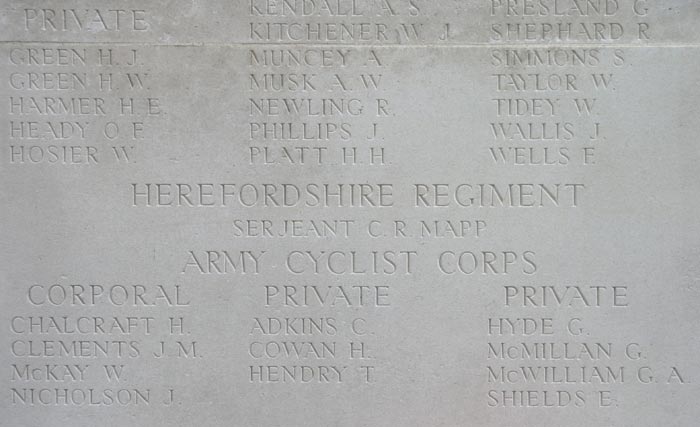 PRIVATE
GREEN H. J.
GREEN H. W.
HARMER H. E.
HEADY O. F.
HOSIER W.
KENDALL A. S.
KITCHENER W. J.
MUNCEY A.
MUSK A. W.
NEWLING R.
PHILLIPS J.
PLATT H. H.
PRESLAND G.
SHEPHARD R.
SIMMONS S.
TAYLOR W.
TIDEY W.
WALLIS J.
WELLS F.
HEREFORDSHIRE REGIMENT
SERJEANT C. R. MAPP
ARMY CYCLIST CORPS
CORPORAL
CHALCRAFT H.
CLEMENTS J. M.
McKAY W.
NICHOLSON J.
PRIVATE
ADKINS C.
COWAN H.
HENDRY T.
PRIVATE
HYDE G.
McMILLAN G.
McWILLIAM G. A.
SHIELDS E.